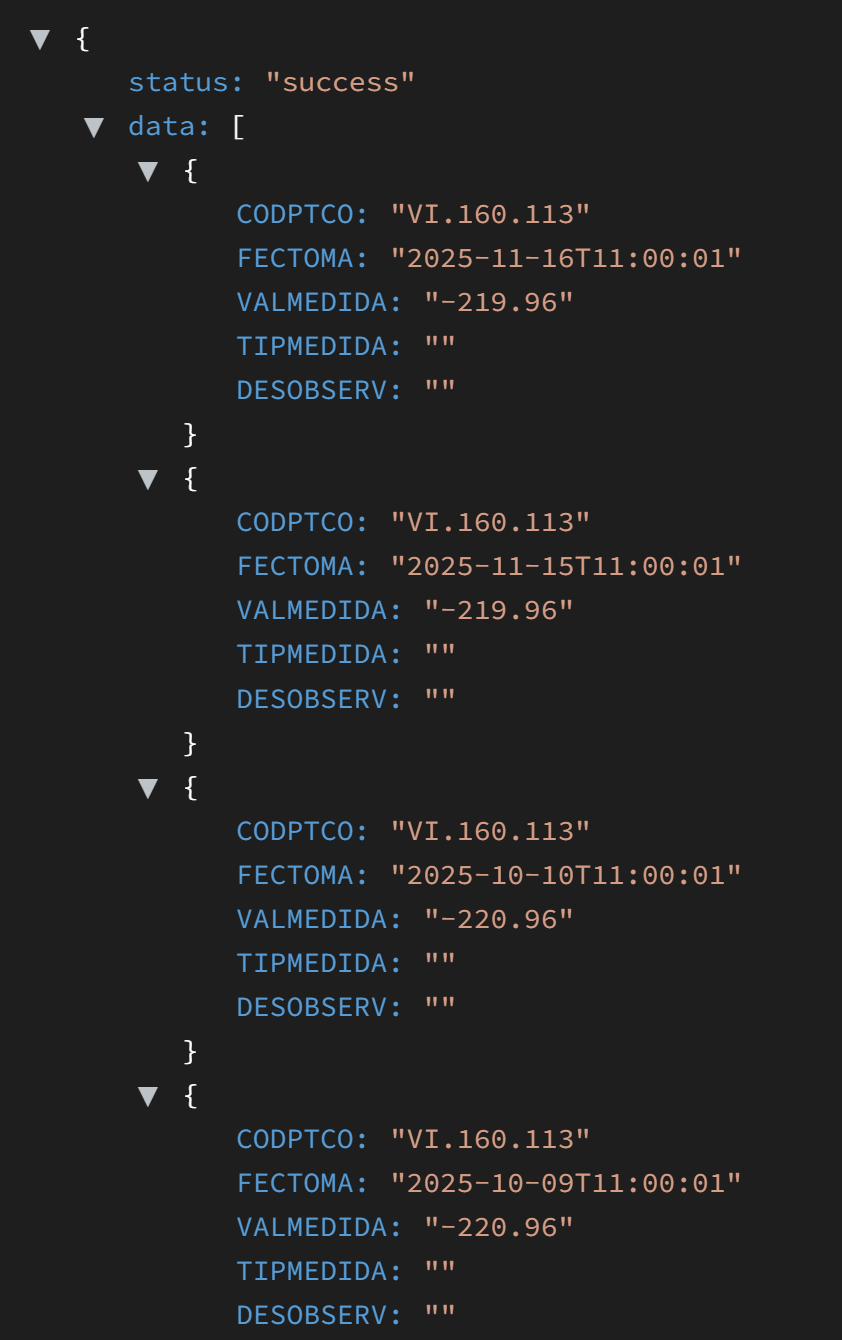 {
status: "success"
data: [
{
CODPTCO: "VI.160.113"
FECTOMA: "2025-11-16T11:00:01"
VALMEDIDA: "-219.96"
TIPMEDIDA: ""
DESOBSERV: ""
}
{
CODPTCO: "VI.160.113"
FECTOMA: "2025-11-15T11:00:01"
VALMEDIDA: "-219.96"
TIPMEDIDA: ""
DESOBSERV: ""
}
{
CODPTCO: "VI.160.113"
FECTOMA: "2025-10-10T11:00:01"
VALMEDIDA: "-220.96"
TIPMEDIDA: ""
DESOBSERV: ""
}
{
CODPTCO: "VI.160.113"
FECTOMA: "2025-10-09T11:00:01"
VALMEDIDA: "-220.96"
TIPMEDIDA: ""
DESOBSERV: ""